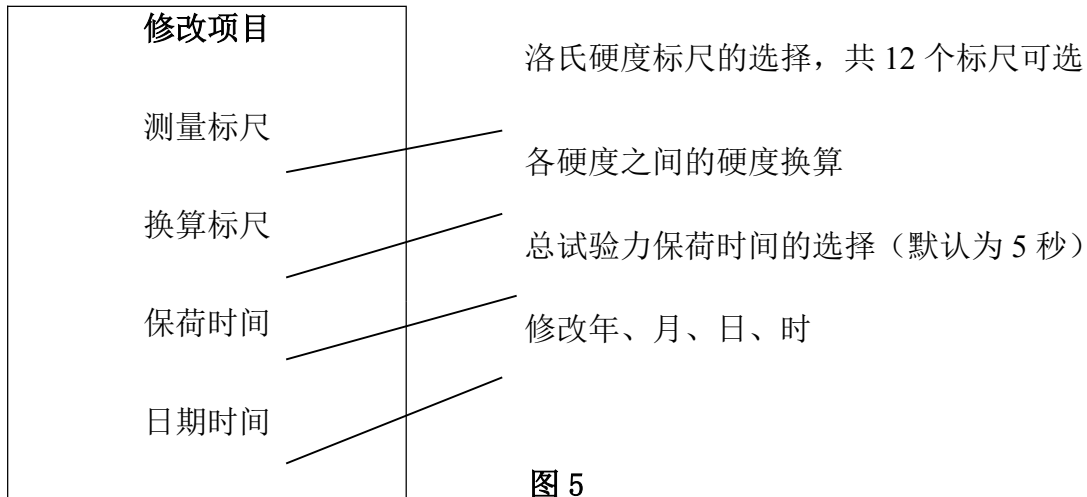 修改项目
测量标尺
换算标尺
保荷时间
日期时间
洛氏硬度标尺的选择，共 12 个标尺可选
各硬度之间的硬度换算
总试验力保荷时间的选择（默认为 5 秒）
修改年、月、日、时
图 5